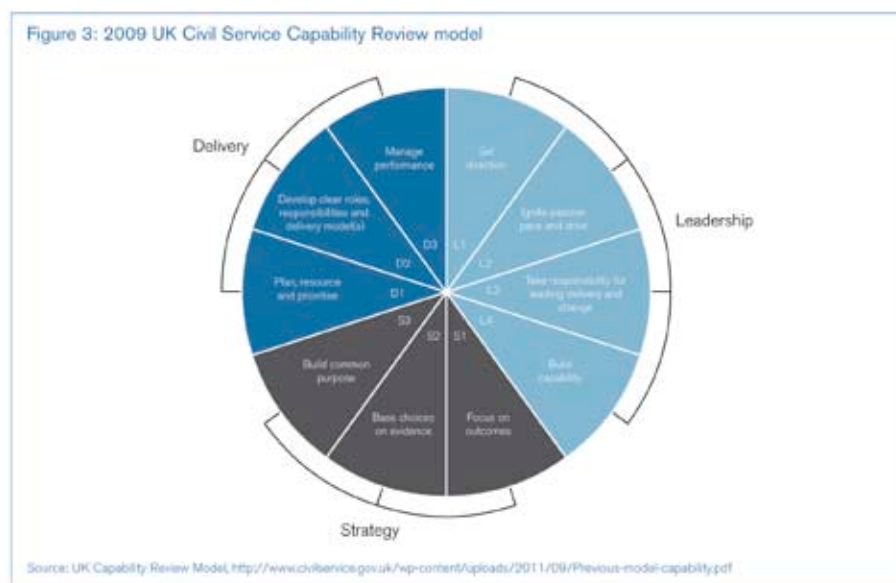 Figure 3: 2009 UK Civil Service Capability Review model
Delivery
Manage
performance
Set
direction
Develop clear roles,
responsibilities and
delivery model(s)
Ignite passion
pace and drive
Leadership
D3
L1
D2
L2
Plan, resource
and prioritise
D1
L3
Take responsibility for
leading delivery and
change
S3
L4
S2
S1
Build common
purpose
Build
capability
Base choices
on evidence
Focus on
outcomes
Strategy
Source: UK Capability Review Model, http://www.civilservice.gov.uk/wp-content/uploads/2011/09/Previous-model-capability.pdf